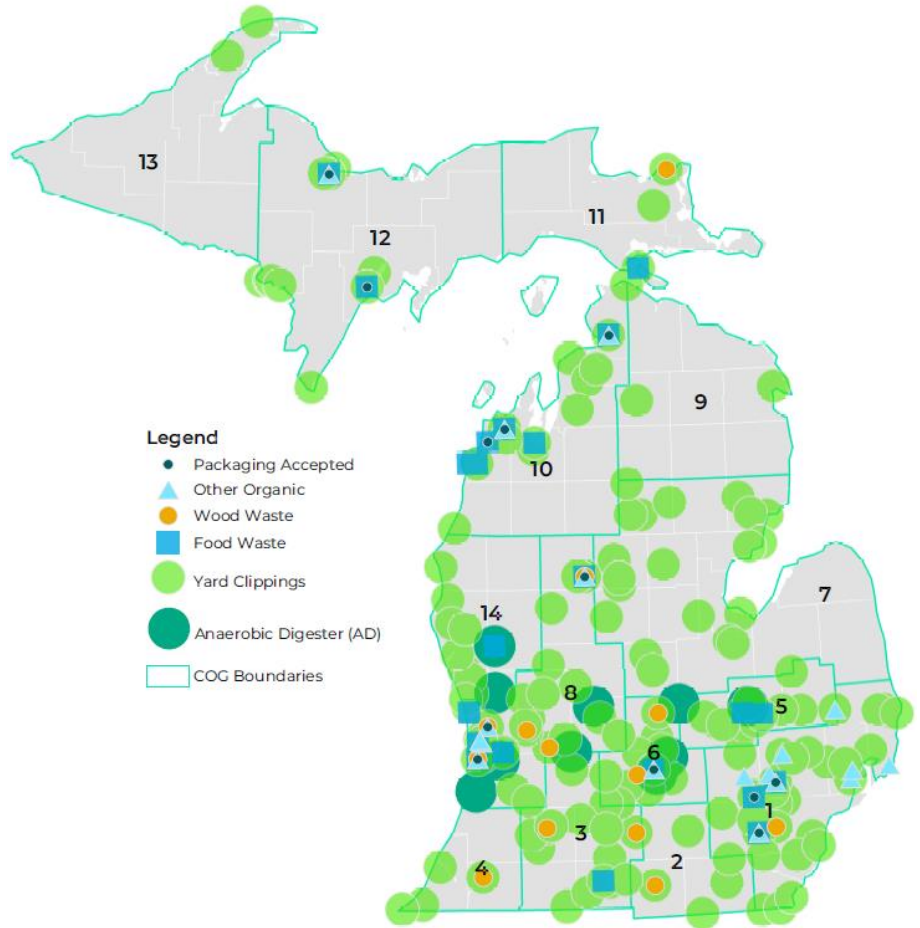 13
12
11
9
10
Legend
Packaging Accepted
Other Organic
Wood Waste
Food Waste
Yard Clippings
Anaerobic Digester (AD)
COG Boundaries
14
7
8
5
6
1
3
2
4